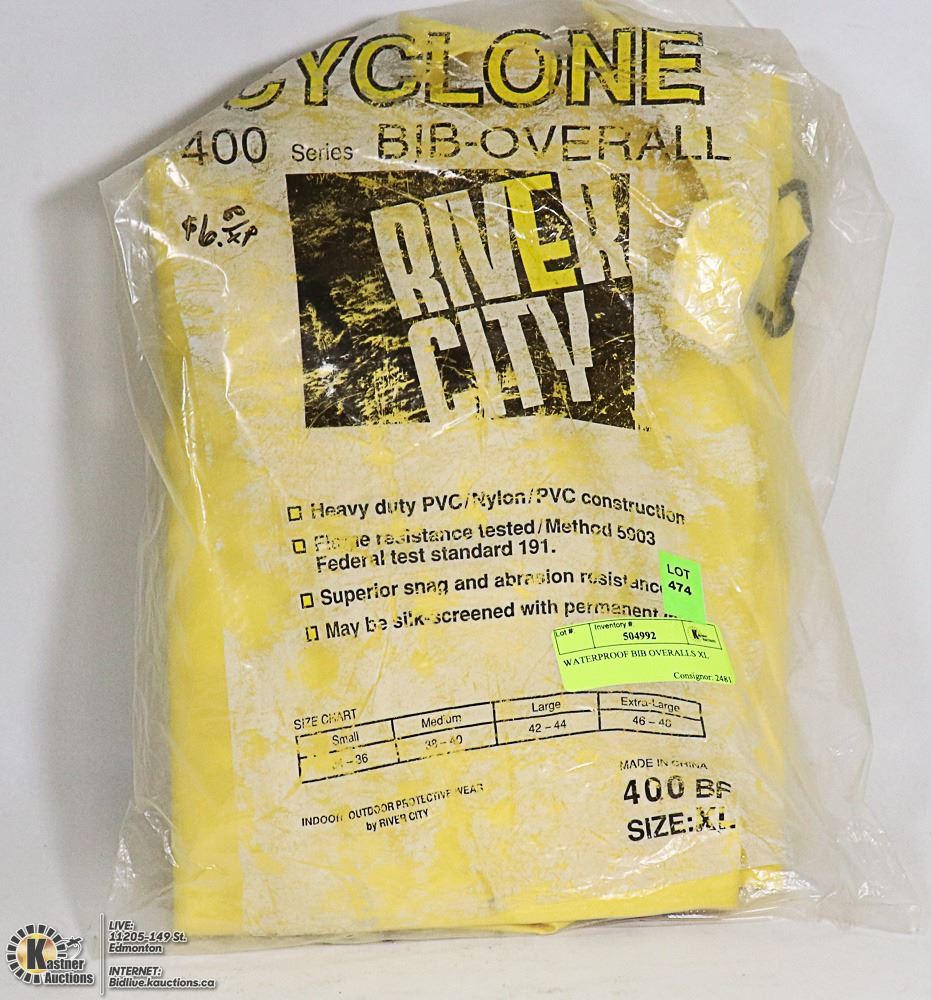 CYCLONE
400 Series BIB-OVERALL
$6.
RIVER
CITY
Heavy duty PVC/Nylon/PVC construction
Flame resistance tested/Method 5903
Federal test standard 191.
Superior snag and abrasion resistance
May be silk-screened with permanent
LOT
474
Lot #. Inventory #
504992
WATERPROOF BIB OVERALLS XL
Consignor: 2481
SIZE CHART
Small Medium Large Extra-Large
36 38-40 42-44 46-48
INDOOR OUTDOOR PROTECTIVE WEAR
by RIVER CITY
MADE IN CHINA
400 BF
SIZE: XL
Kastner
Auctions
LIVE:
11205-149 St.
Edmonton
INTERNET:
Bidlive.kauctions.ca